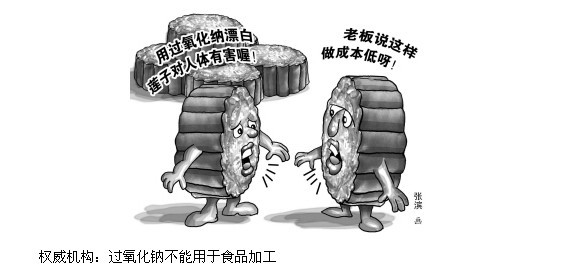 用过氧化纳漂白
莲子对人体有害喔!
老板说这样
做成本低呀!
张滨 画
权威机构：过氧化钠不能用于食品加工